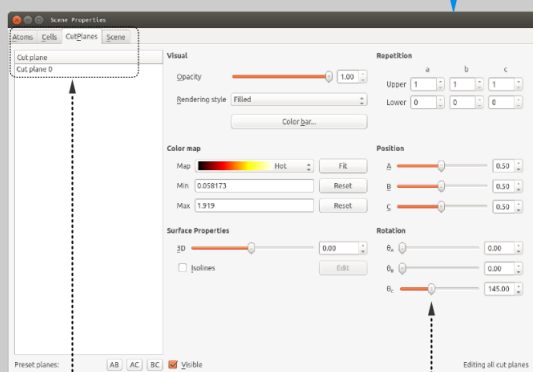 Scene Properties
Atoms Cells CutPlanes Scene
Cut plane
Cut plane 0
Visual
Opacity 1.00
Rendering style Filled
Color bar...
Color map
Map Hot Fit
Min 0.058173 Reset
Max 1.919 Reset
Surface Properties
3D 0.00
Isolines Edit
Repetition
a b c
Upper 1 1 1
Lower 0 0 0
Position
A 0.50
B 0.50
C 0.50
Rotation
θA 0.00
θB 0.00
θC 145.00
Preset planes: AB AC BC Visible Editing all cut planes